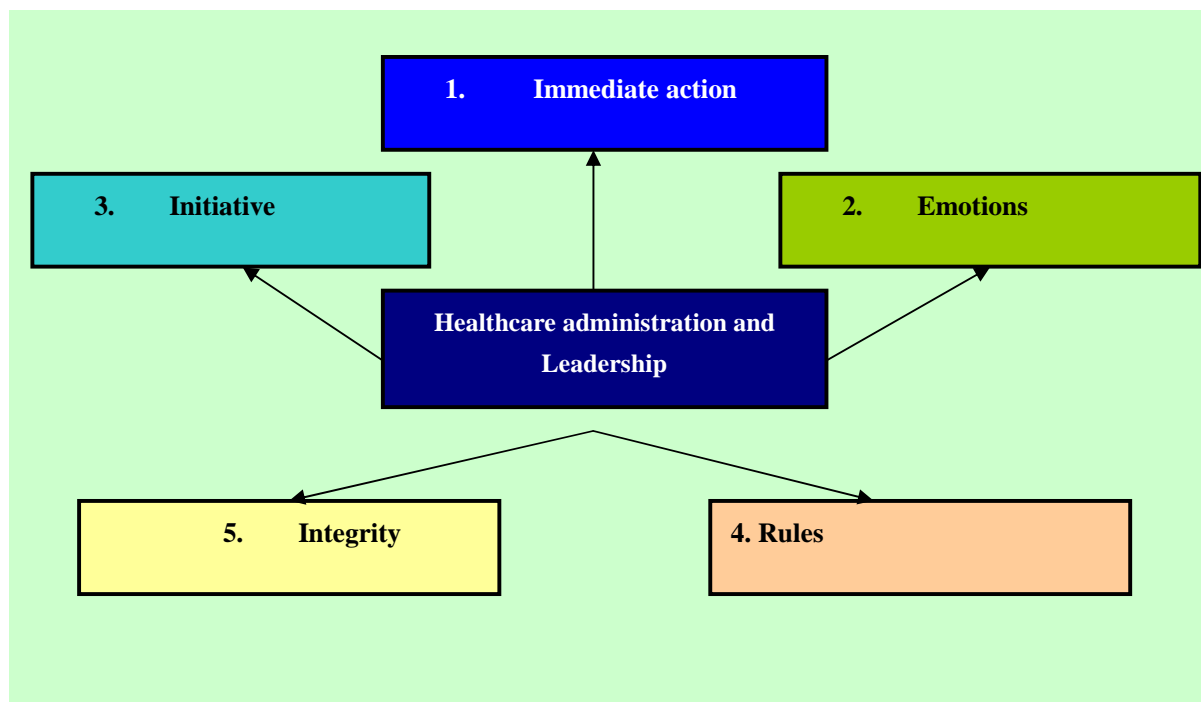 1. Immediate action
3. Initiative
2. Emotions
Healthcare administration and
Leadership
5. Integrity
4. Rules